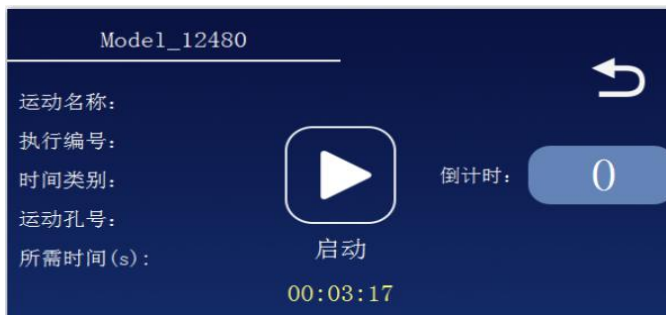 Model_12480
运动名称:
执行编号:
时间类别:
运动孔号:
所需时间(s):
启动
00:03:17
倒计时:
0